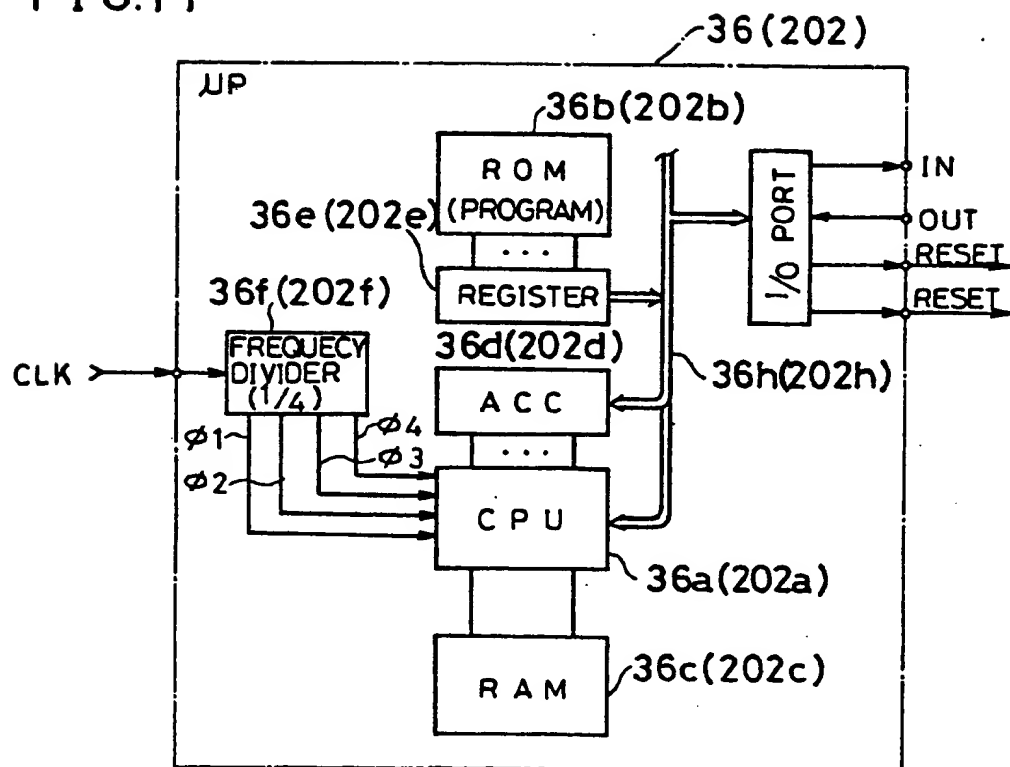 FIG.
36(202)
μP
36b(202b)
ROM
(PROGRAM)
I/O PORT
IN
36e(202e)
OUT
...
RESET
REGISTER
36f(202f)
RESET
36d(202d)
FREQUECY
DIVIDER
(1/4)
CLK
36h(202h)
ACC
φ4
φ1
...
φ3
φ2
CPU
36a(202a)
36c(202c)
RAM